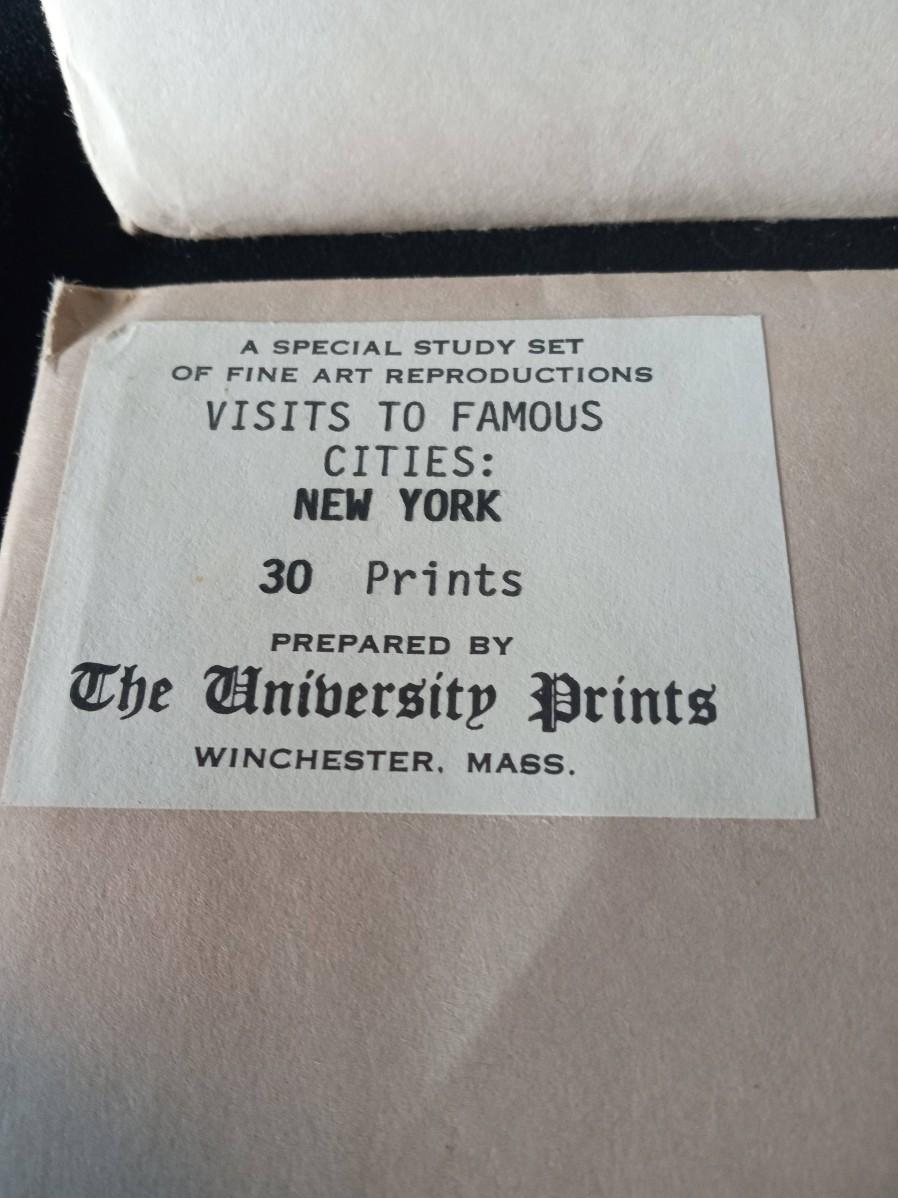 A SPECIAL STUDY SET
OF FINE ART REPRODUCTIONS
VISITS TO FAMOUS
CITIES:
NEW YORK
30 Prints
PREPARED BY
The University Prints
WINCHESTER, MASS.